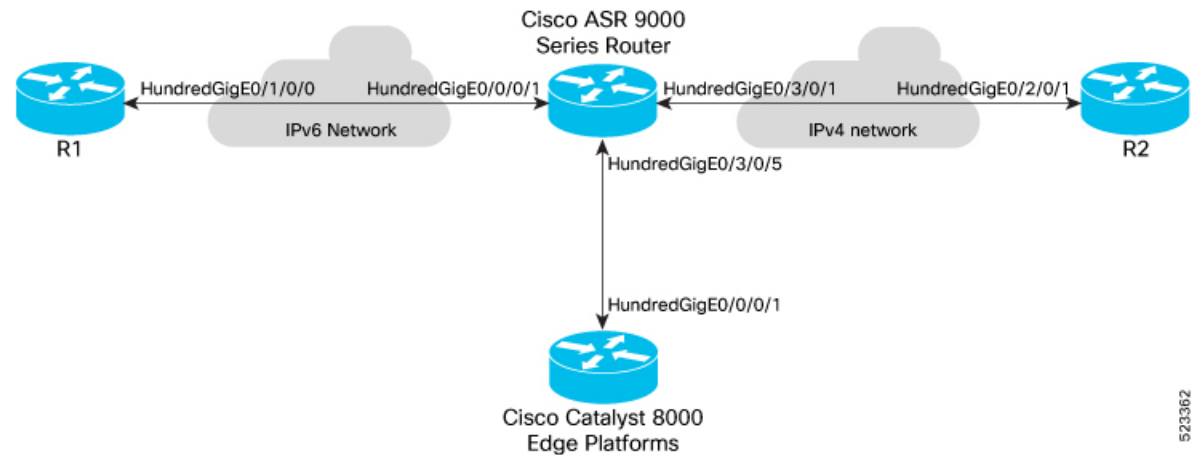 Cisco ASR 9000
Series Router
HundredGigE0/1/0/0
HundredGigE0/0/0/1
HundredGigE0/3/0/1
HundredGigE0/2/0/1
IPv6 Network
IPv4 network
R1
R2
HundredGigE0/3/0/5
HundredGigE0/0/0/1
Cisco Catalyst 8000
Edge Platforms
523362